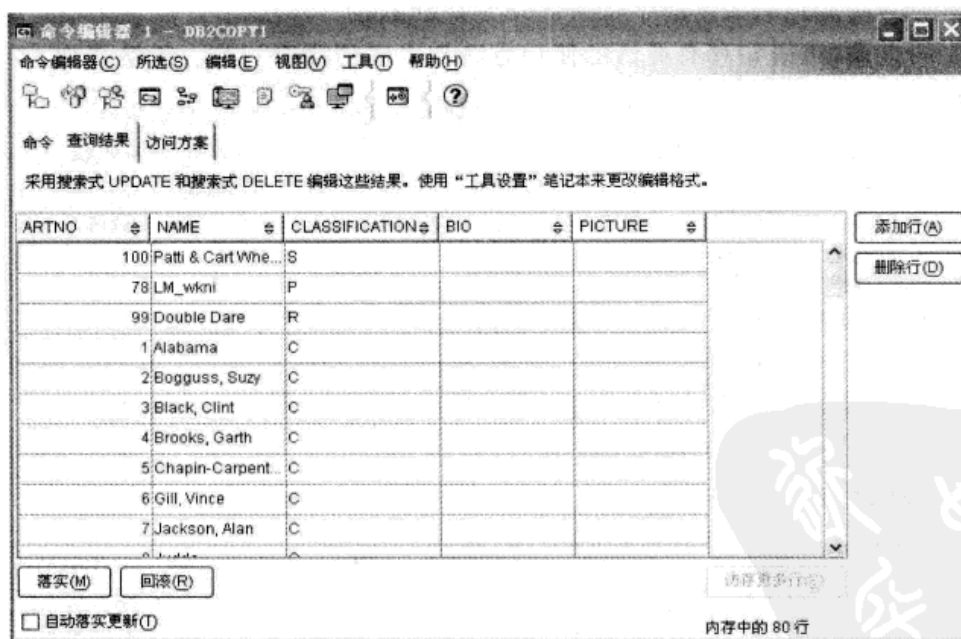 命令编辑器 1 - DB2COPY1
命令编辑器(C) 所选(S) 编辑(E) 视图(V) 工具(T) 帮助(H)
命令 查询结果 访问方案
采用搜索式 UPDATE 和搜索式 DELETE 编辑这些结果。使用“工具设置”笔记本来更改编辑格式。
ARTNO NAME CLASSIFICATION BIO PICTURE 添加行(A)
100 Patti & Cart Whe... S
删除行(D)
78 LM_wkni P
99 Double Dare R
1 Alabama C
2 Bogguss, Suzy C
3 Black, Clint C
4 Brooks, Garth C
5 Chapin-Carpent... C
6 Gill, Vince C
7 Jackson, Alan C
落实(M) 回滚(R)
自动落实更新(T) 内存中的 80 行